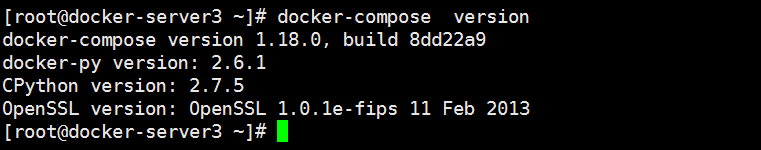 [root@docker-server3 ~]# docker-compose  version
docker-compose version 1.18.0, build 8dd22a9
docker-py version: 2.6.1
CPython version: 2.7.5
OpenSSL version: OpenSSL 1.0.1e-fips 11 Feb 2013
[root@docker-server3 ~]#